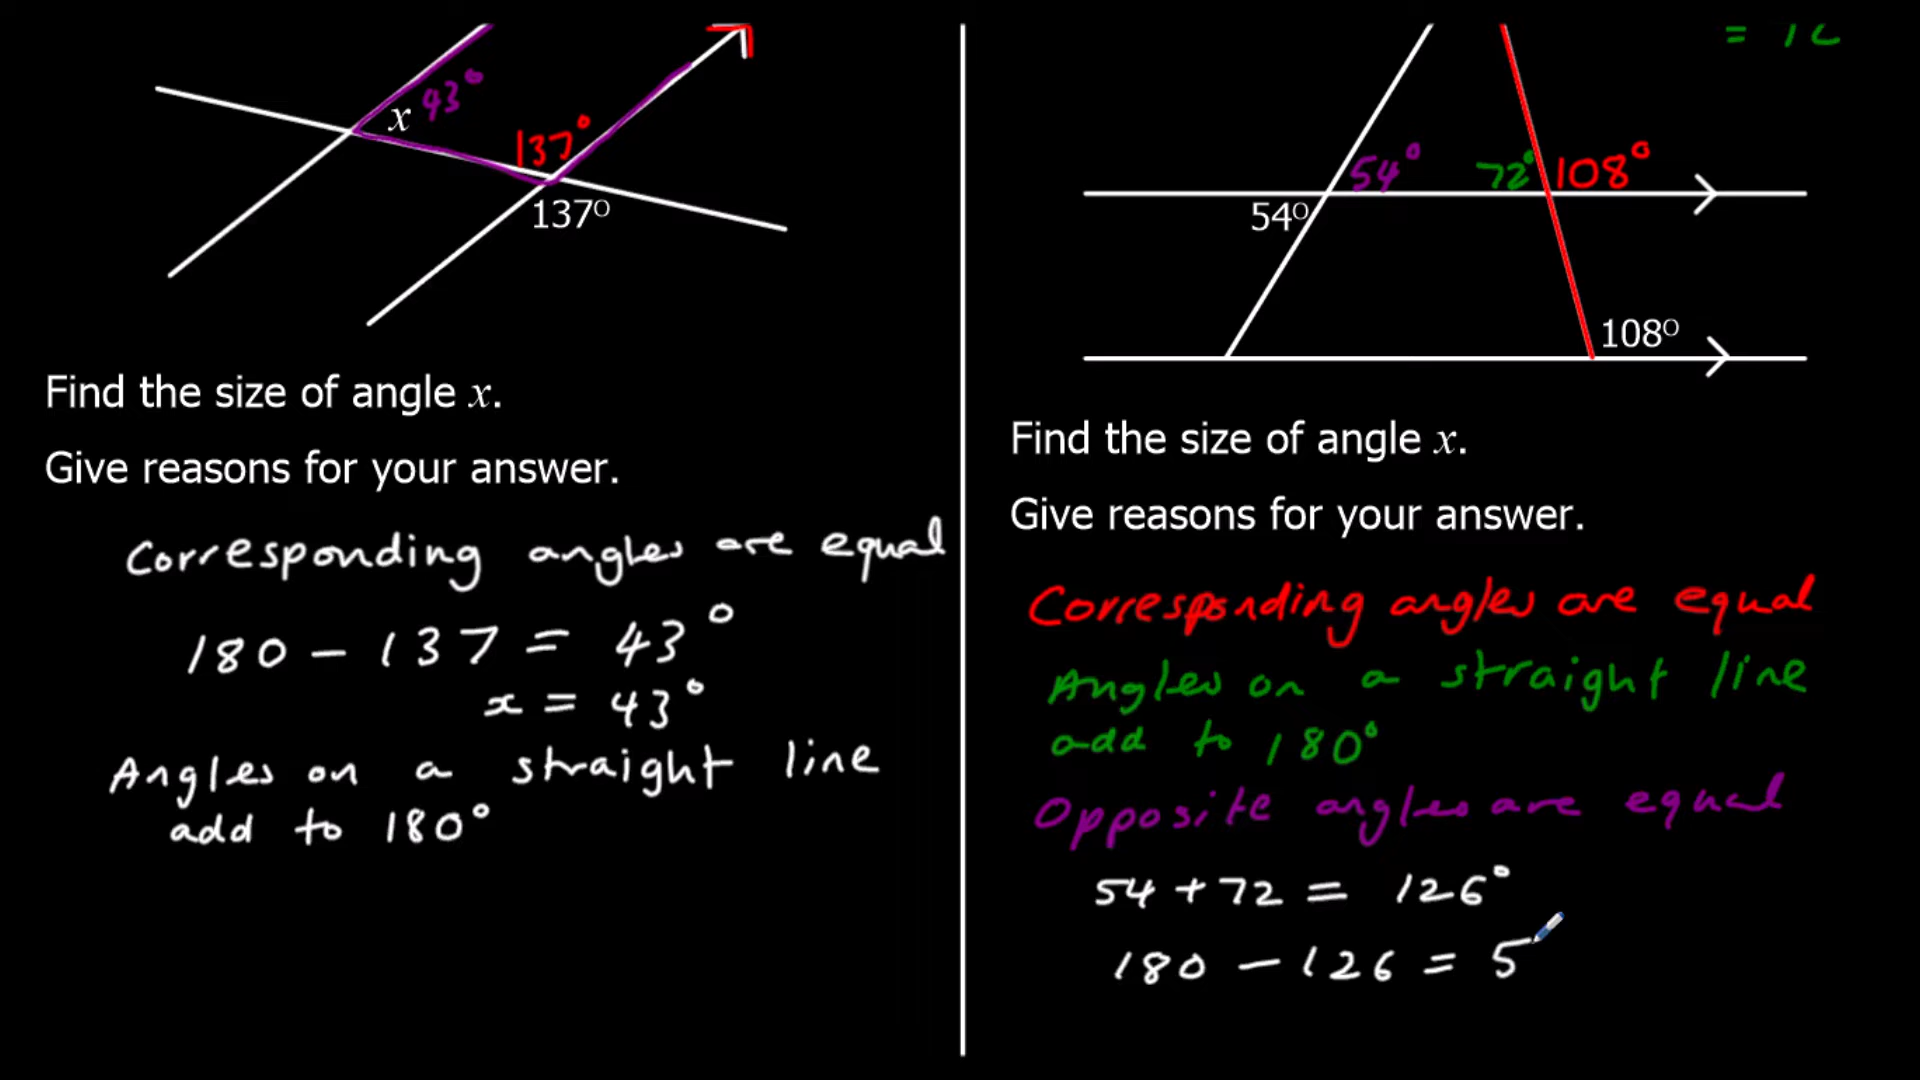 x 43°
137°
137°
Find the size of angle x.
Give reasons for your answer.
Corresponding angles are equal
180 - 137 = 43°
x = 43°
Angles on a straight line
add to 180°
54° 72° 108°
54°
108°
Find the size of angle x.
Give reasons for your answer.
Corresponding angles are equal
Angles on a straight line
add to 180°
Opposite angles are equal
54 + 72 = 126°
180 - 126 = 5